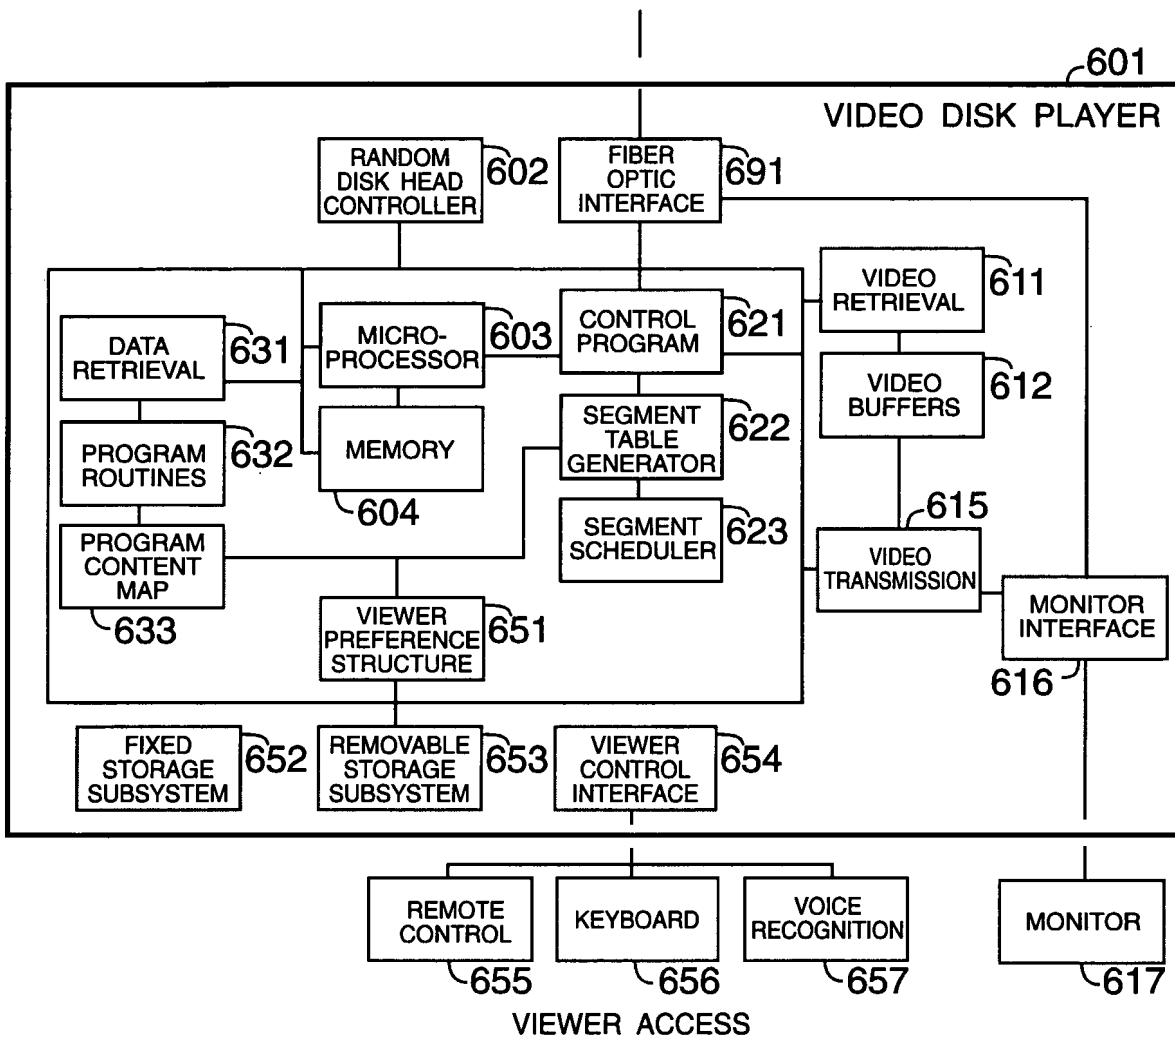 601
VIDEO DISK PLAYER
RANDOM
DISK HEAD
CONTROLLER
602
FIBER
OPTIC
INTERFACE
691
VIDEO
RETRIEVAL
611
DATA
RETRIEVAL
631
MICRO-
PROCESSOR
603
CONTROL
PROGRAM
621
VIDEO
BUFFERS
612
PROGRAM
ROUTINES
632
MEMORY
604
SEGMENT
TABLE
GENERATOR
622
PROGRAM
CONTENT
MAP
633
SEGMENT
SCHEDULER
623
615
VIDEO
TRANSMISSION
MONITOR
INTERFACE
616
VIEWER
PREFERENCE
STRUCTURE
651
FIXED
STORAGE
SUBSYSTEM
652
REMOVABLE
STORAGE
SUBSYSTEM
653
VIEWER
CONTROL
INTERFACE
654
REMOTE
CONTROL
655
KEYBOARD
656
VOICE
RECOGNITION
657
MONITOR
617
VIEWER ACCESS